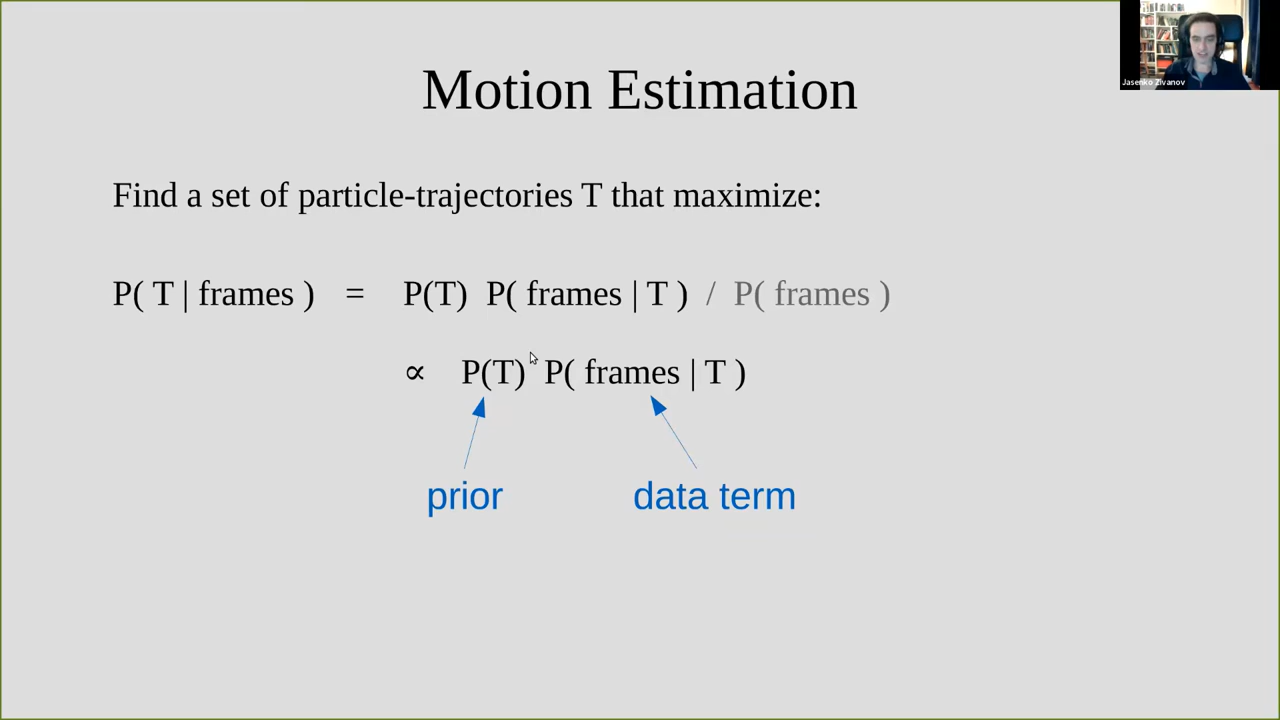 Jasenko Zivanov
Motion Estimation
Find a set of particle-trajectories T that maximize:
P( T | frames ) = P(T) P( frames | T ) / P( frames )
∝ P(T) P( frames | T )
prior data term